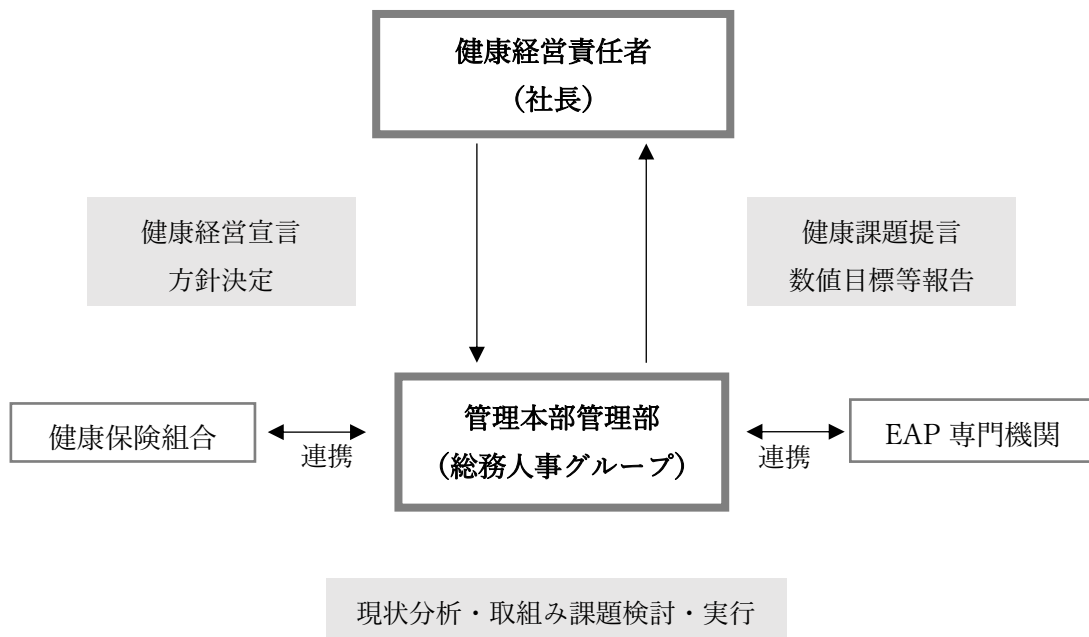 健康経営責任者
（社長）
健康経営宣言
方針決定
健康課題提言
数値目標等報告
健康保険組合
連携
管理本部管理部
（総務人事グループ）
連携
EAP 専門機関
現状分析・取組み課題検討・実行